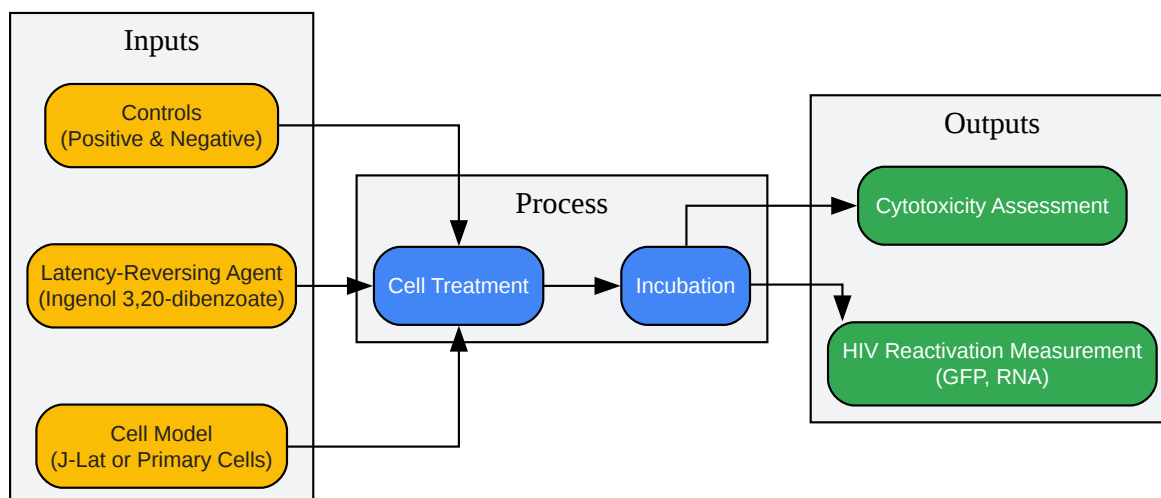 Inputs
Controls
(Positive & Negative)
Latency-Reversing Agent
(Ingenol 3,20-dibenzoate)
Cell Model
(J-Lat or Primary Cells)
Process
Cell Treatment
Incubation
Outputs
Cytotoxicity Assessment
HIV Reactivation Measurement
(GFP, RNA)